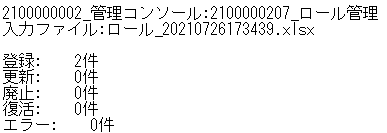 2100000002_管理コンソール:2100000207_ロール管理
入力ファイル:ロール_20210726173439.xlsx
登録:　2件
更新:　0件
廃止:　0件
復活:　0件
エラー:　0件